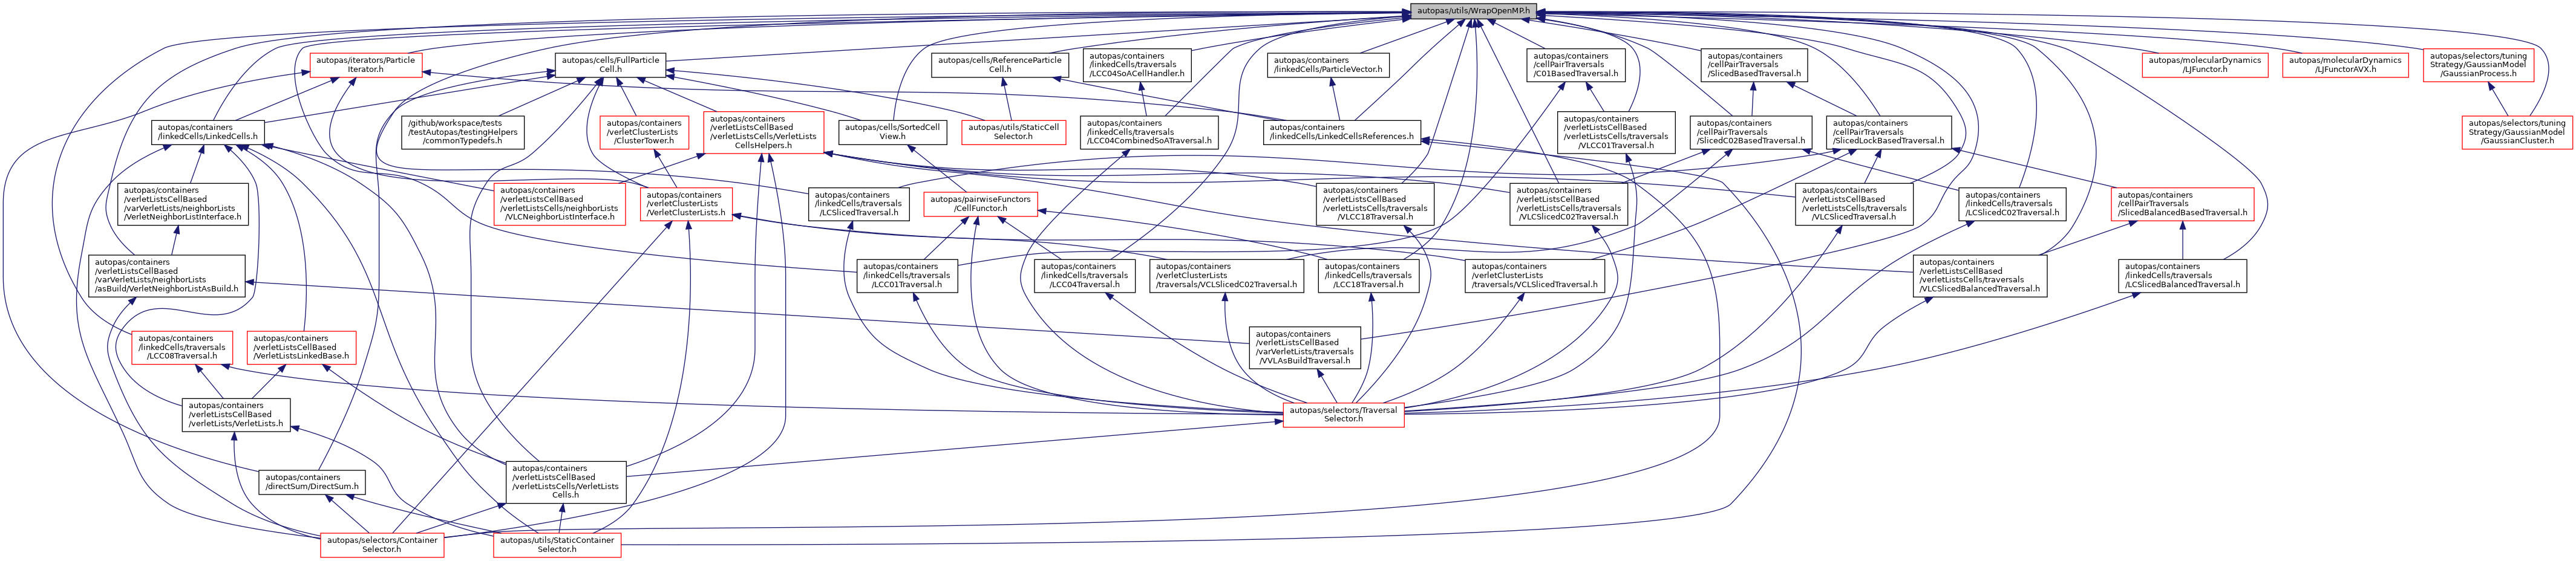 autopas/utils/WrapOpenMP.h
autopas/iterators/Particle
Iterator.h
autopas/cells/FullParticle
Cell.h
autopas/cells/ReferenceParticle
Cell.h
autopas/containers
/linkedCells/traversals
/LCC04SoACellHandler.h
autopas/containers
/linkedCells/ParticleVector.h
autopas/containers
/cellPairTraversals
/C01BasedTraversal.h
autopas/containers
/cellPairTraversals
/SlicedBasedTraversal.h
autopas/molecularDynamics
/LJFunctor.h
autopas/molecularDynamics
/LJFunctorAVX.h
autopas/selectors/tuning
Strategy/GaussianModel
/GaussianProcess.h
autopas/containers
/linkedCells/LinkedCells.h
/github/workspace/tests
/testAutopas/testingHelpers
/commonTypedefs.h
autopas/containers
/verletClusterLists
/ClusterTower.h
autopas/containers
/verletListsCellBased
/verletListsCells/VerletLists
CellsHelpers.h
autopas/cells/SortedCell
View.h
autopas/utils/StaticCell
Selector.h
autopas/containers
/linkedCells/traversals
/LCC04CombinedSoATraversal.h
autopas/containers
/linkedCells/LinkedCellsReferences.h
autopas/containers
/verletListsCellBased
/verletListsCells/traversals
/VLCC01Traversal.h
autopas/containers
/cellPairTraversals
/SlicedC02BasedTraversal.h
autopas/containers
/cellPairTraversals
/SlicedLockBasedTraversal.h
autopas/selectors/tuning
Strategy/GaussianModel
/GaussianCluster.h
autopas/containers
/verletListsCellBased
/varVerletLists/neighborLists
/VerletNeighborListInterface.h
autopas/containers
/verletListsCellBased
/verletListsCells/neighborLists
/VLCNeighborListInterface.h
autopas/containers
/verletClusterLists
/VerletClusterLists.h
autopas/containers
/linkedCells/traversals
/LCSlicedTraversal.h
autopas/pairwiseFunctors
/CellFunctor.h
autopas/containers
/verletListsCellBased
/verletListsCells/traversals
/VLCC18Traversal.h
autopas/containers
/verletListsCellBased
/verletListsCells/traversals
/VLCSlicedC02Traversal.h
autopas/containers
/verletListsCellBased
/verletListsCells/traversals
/VLCSlicedTraversal.h
autopas/containers
/linkedCells/traversals
/LCSlicedC02Traversal.h
autopas/containers
/cellPairTraversals
/SlicedBalancedBasedTraversal.h
autopas/containers
/verletListsCellBased
/varVerletLists/neighborLists
/asBuild/VerletNeighborListAsBuild.h
autopas/containers
/linkedCells/traversals
/LCC01Traversal.h
autopas/containers
/linkedCells/traversals
/LCC04Traversal.h
autopas/containers
/verletClusterLists
/traversals/VCLSlicedC02Traversal.h
autopas/containers
/linkedCells/traversals
/LCC18Traversal.h
autopas/containers
/verletClusterLists
/traversals/VCLSlicedTraversal.h
autopas/containers
/verletListsCellBased
/verletListsCells/traversals
/VLCSlicedBalancedTraversal.h
autopas/containers
/linkedCells/traversals
/LCSlicedBalancedTraversal.h
autopas/containers
/linkedCells/traversals
/LCC08Traversal.h
autopas/containers
/verletListsCellBased
/VerletListsLinkedBase.h
autopas/containers
/verletListsCellBased
/varVerletLists/traversals
/VVLAsBuildTraversal.h
autopas/containers
/verletListsCellBased
/verletLists/VerletLists.h
autopas/selectors/Traversal
Selector.h
autopas/containers
/directSum/DirectSum.h
autopas/containers
/verletListsCellBased
/verletListsCells/VerletLists
Cells.h
autopas/selectors/Container
Selector.h
autopas/utils/StaticContainer
Selector.h